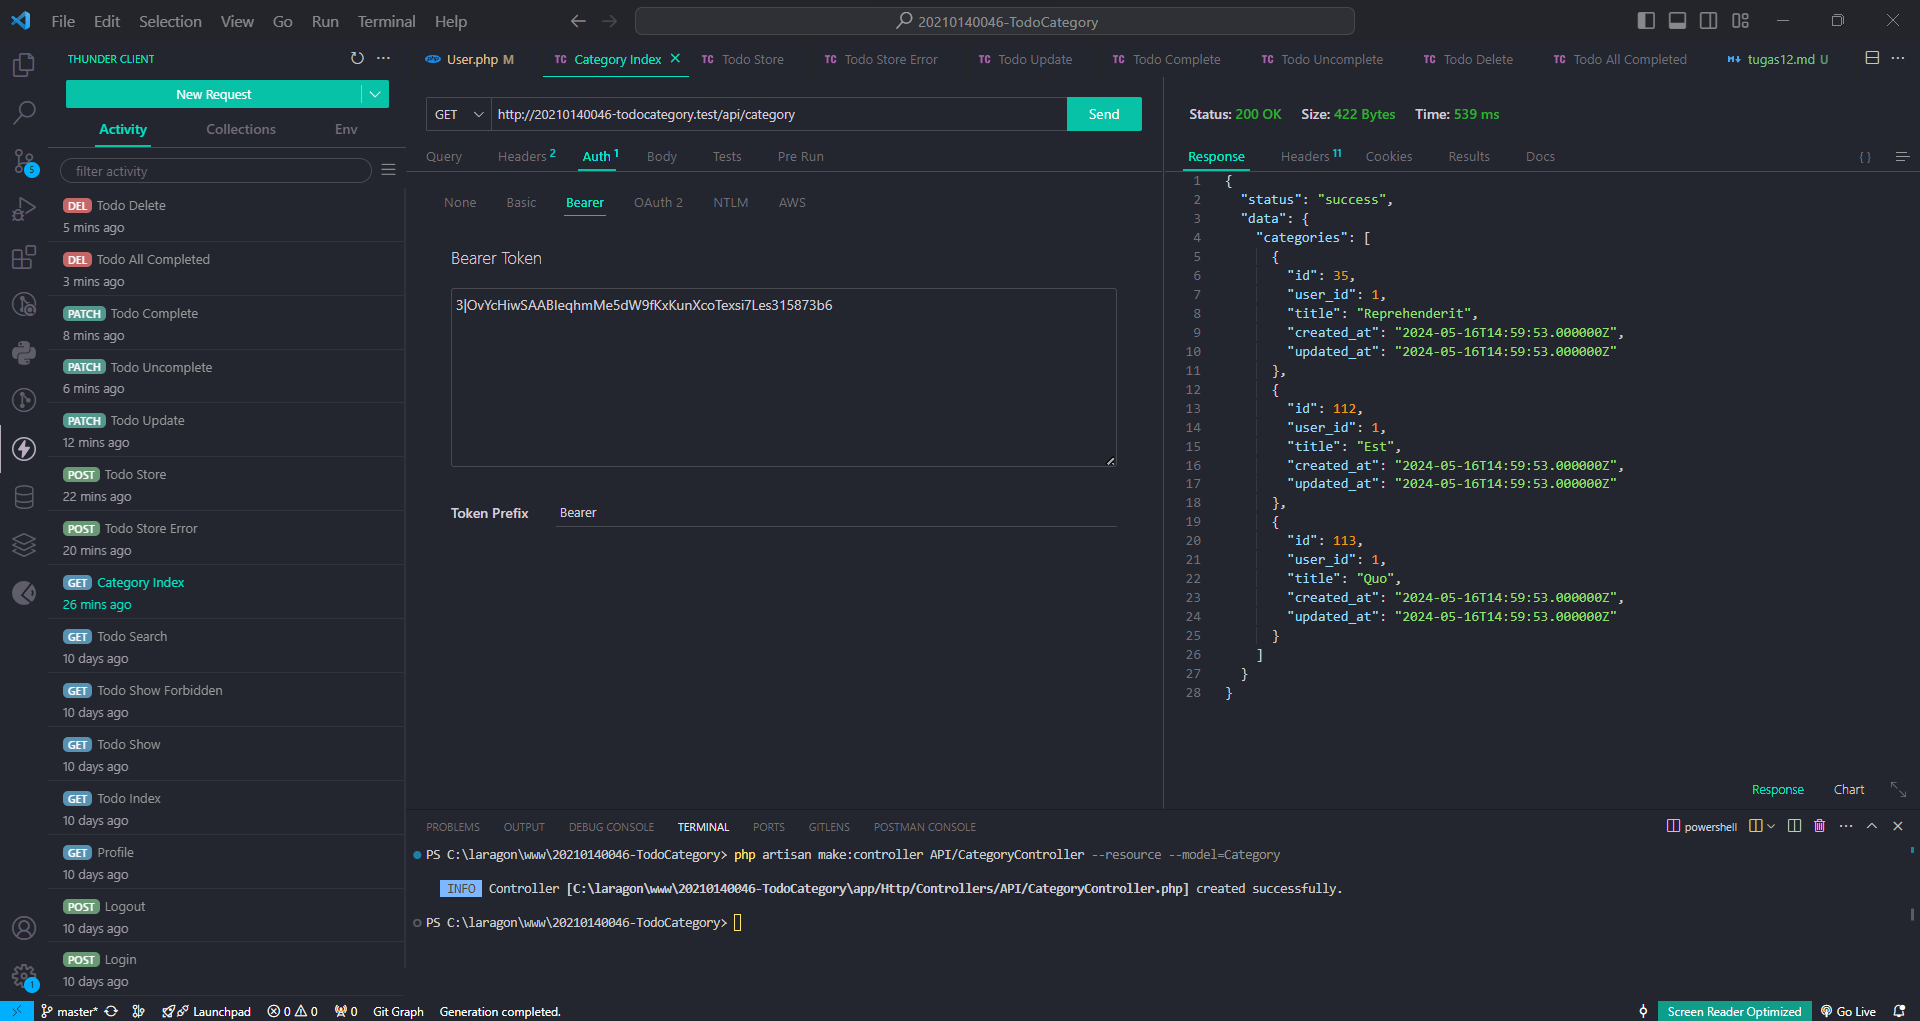 File Edit Selection View Go Run Terminal Help
20210140046-TodoCategory
THUNDER CLIENT
New Request
Activity Collections Env
filter activity
DEL Todo Delete
5 mins ago
DEL Todo All Completed
3 mins ago
PATCH Todo Complete
8 mins ago
PATCH Todo Uncomplete
6 mins ago
PATCH Todo Update
12 mins ago
POST Todo Store
22 mins ago
POST Todo Store Error
20 mins ago
GET Category Index
26 mins ago
GET Todo Search
10 days ago
GET Todo Show Forbidden
10 days ago
GET Todo Show
10 days ago
GET Todo Index
10 days ago
GET Profile
10 days ago
POST Logout
10 days ago
POST Login
10 days ago
5
1
php User.php M TC Category Index TC Todo Store TC Todo Store Error TC Todo Update TC Todo Complete TC Todo Uncomplete TC Todo Delete TC Todo All Completed tugas12.md U
GET http://20210140046-todocategory.test/api/category Send
Query Headers 2 Auth 1 Body Tests Pre Run
None Basic Bearer OAuth 2 NTLM AWS
Bearer Token
3|OvYcHiwSAABIeqhmMe5dW9fKxKunXcoTexsi7Les315873b6
Token Prefix Bearer
Status: 200 OK Size: 422 Bytes Time: 539 ms
Response Headers 11 Cookies Results Docs { }
1 {
2 "status": "success",
3 "data": {
4 "categories": [
5 {
6 "id": 35,
7 "user_id": 1,
8 "title": "Reprehenderit",
9 "created_at": "2024-05-16T14:59:53.000000Z",
10 "updated_at": "2024-05-16T14:59:53.000000Z"
11 },
12 {
13 "id": 112,
14 "user_id": 1,
15 "title": "Est",
16 "created_at": "2024-05-16T14:59:53.000000Z",
17 "updated_at": "2024-05-16T14:59:53.000000Z"
18 },
19 {
20 "id": 113,
21 "user_id": 1,
22 "title": "Quo",
23 "created_at": "2024-05-16T14:59:53.000000Z",
24 "updated_at": "2024-05-16T14:59:53.000000Z"
25 }
26 ]
27 }
28 }
Response Chart
PROBLEMS OUTPUT DEBUG CONSOLE TERMINAL PORTS GITLENS POSTMAN CONSOLE
powershell
PS C:\laragon\www\20210140046-TodoCategory> php artisan make:controller API/CategoryController --resource --model=Category
INFO Controller [C:\laragon\www\20210140046-TodoCategory\app/Http/Controllers/API/CategoryController.php] created successfully.
PS C:\laragon\www\20210140046-TodoCategory>
master* Launchpad 0 0 0 Git Graph Generation completed. Screen Reader Optimized Go Live